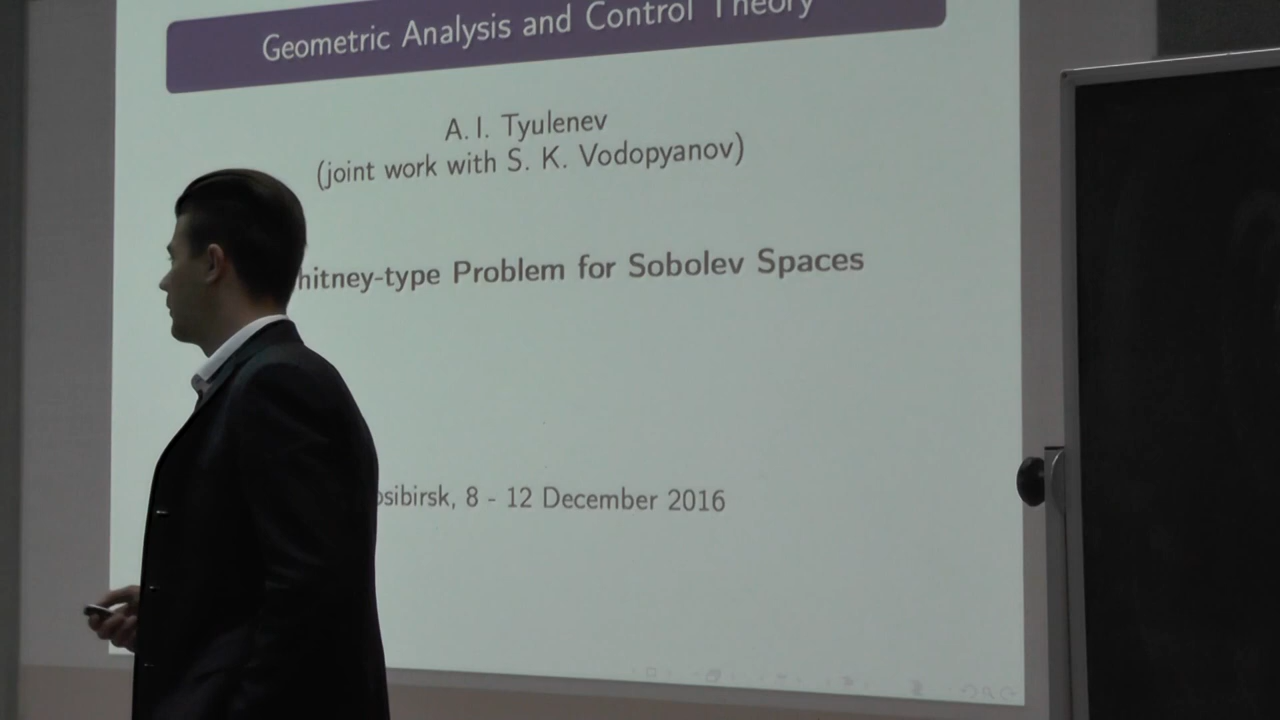 Geometric Analysis and Control Theory
A. I. Tyulenev
(joint work with S. K. Vodopyanov)
hitney-type Problem for Sobolev Spaces
osibirsk, 8 - 12 December 2016